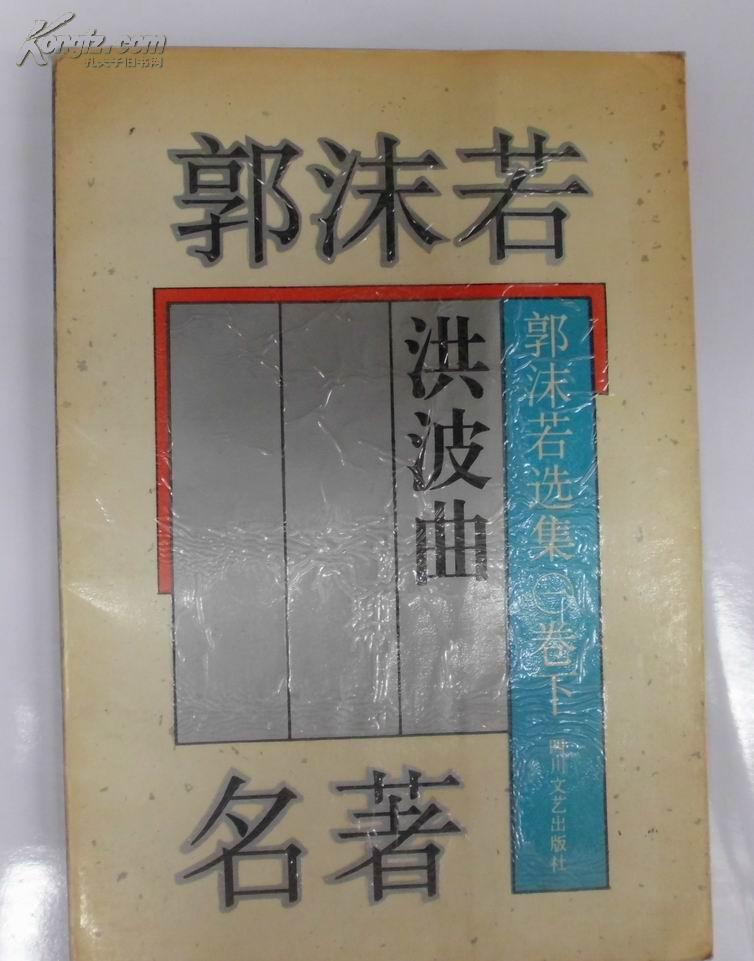 Kongfz.com
孔夫子旧书网
郭沫若
洪波曲
郭沫若选集㊀卷下
四川文艺出版社
名著